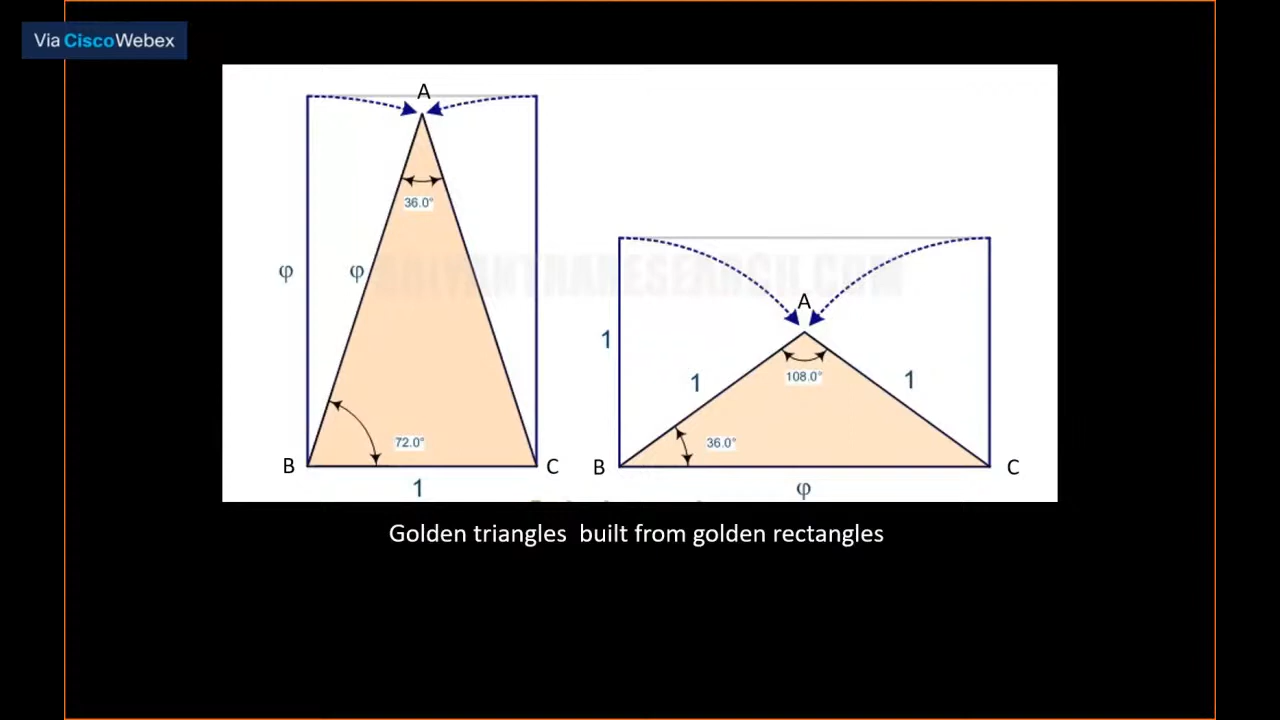 Via CiscoWebex
A
36.0°
φ
φ
72.0°
B
C
1
A
1
1
1
108.0°
36.0°
B
C
φ
Golden triangles built from golden rectangles